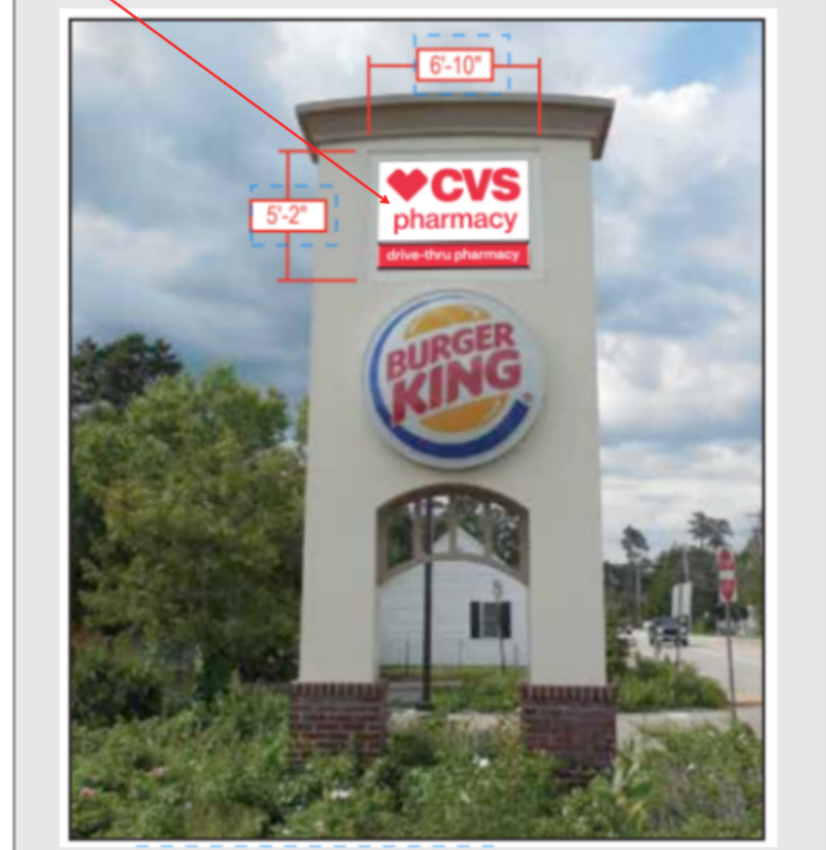 6'-10"
5'-2"
CVS
pharmacy
drive-thru pharmacy
BURGER
KING
®